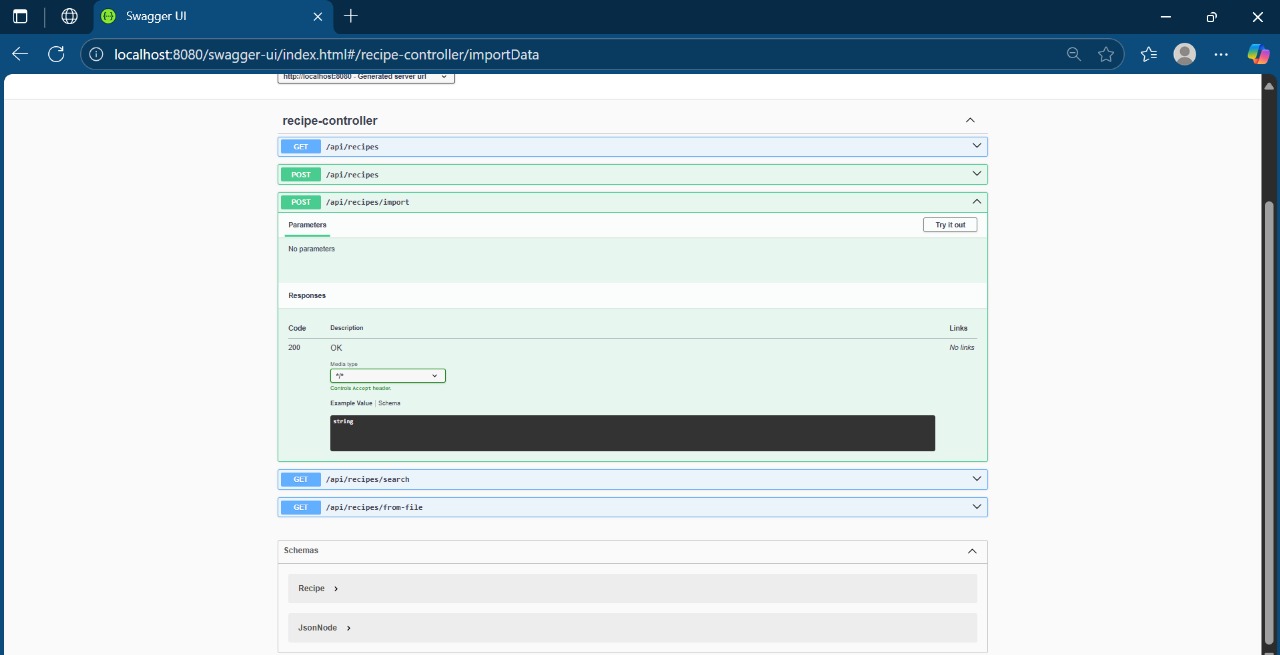 Swagger UI
localhost:8080/swagger-ui/index.html#/recipe-controller/importData
http://localhost:8080 - Generated server url
recipe-controller
GET /api/recipes
POST /api/recipes
POST /api/recipes/import
Parameters Try it out
No parameters
Responses
Code Description Links
200 OK No links
Media type
*/*
Controls Accept header.
Example Value | Schema
string
GET /api/recipes/search
GET /api/recipes/from-file
Schemas
Recipe
JsonNode